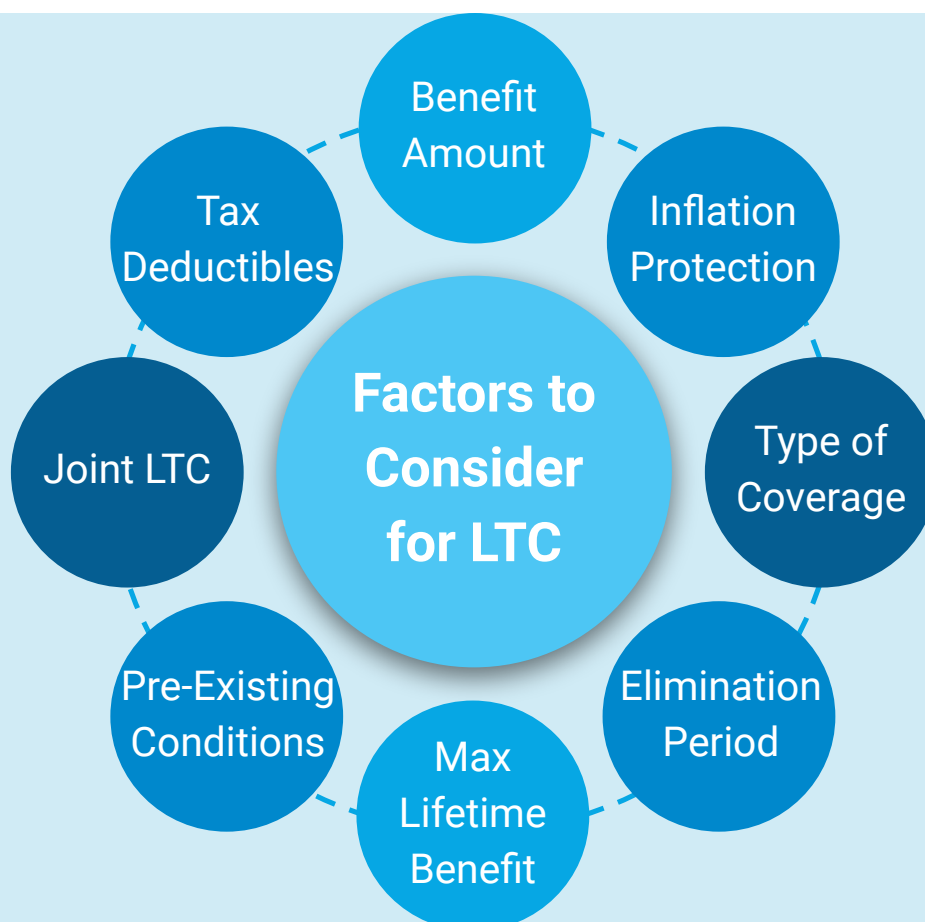 Benefit
Amount
Inflation
Protection
Type of
Coverage
Elimination
Period
Max
Lifetime
Benefit
Pre-Existing
Conditions
Joint LTC
Tax
Deductibles
Factors to
Consider
for LTC